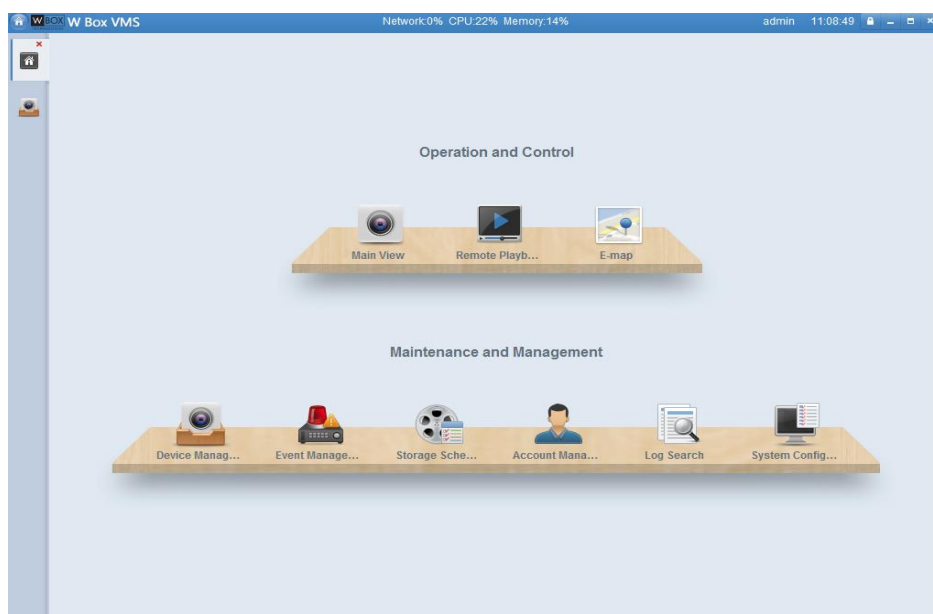 WBOX W Box VMS Network:0% CPU:22% Memory:14% admin 11:08:49
Operation and Control
Main View Remote Playb... E-map
Maintenance and Management
Device Manag... Event Manage... Storage Sche... Account Mana... Log Search System Config...